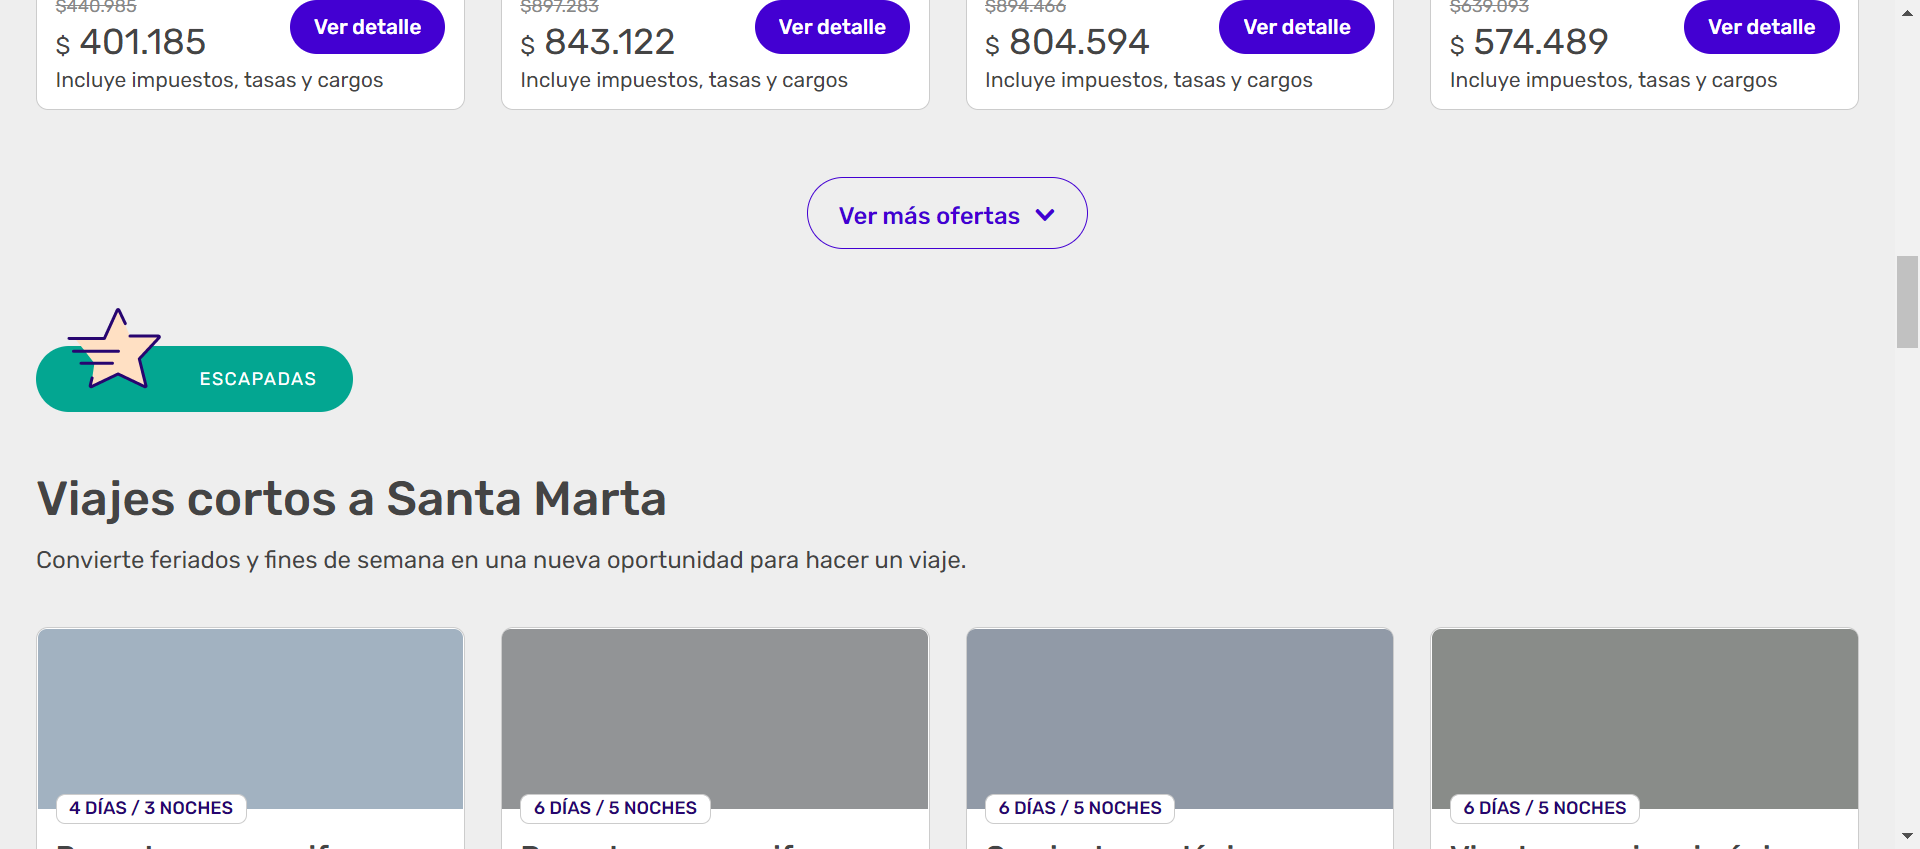 $440.985
$ 401.185
Ver detalle
Incluye impuestos, tasas y cargos
$897.283
$ 843.122
Ver detalle
Incluye impuestos, tasas y cargos
$894.466
$ 804.594
Ver detalle
Incluye impuestos, tasas y cargos
$639.093
$ 574.489
Ver detalle
Incluye impuestos, tasas y cargos
Ver más ofertas
ESCAPADAS
Viajes cortos a Santa Marta
Convierte feriados y fines de semana en una nueva oportunidad para hacer un viaje.
4 DÍAS / 3 NOCHES
6 DÍAS / 5 NOCHES
6 DÍAS / 5 NOCHES
6 DÍAS / 5 NOCHES